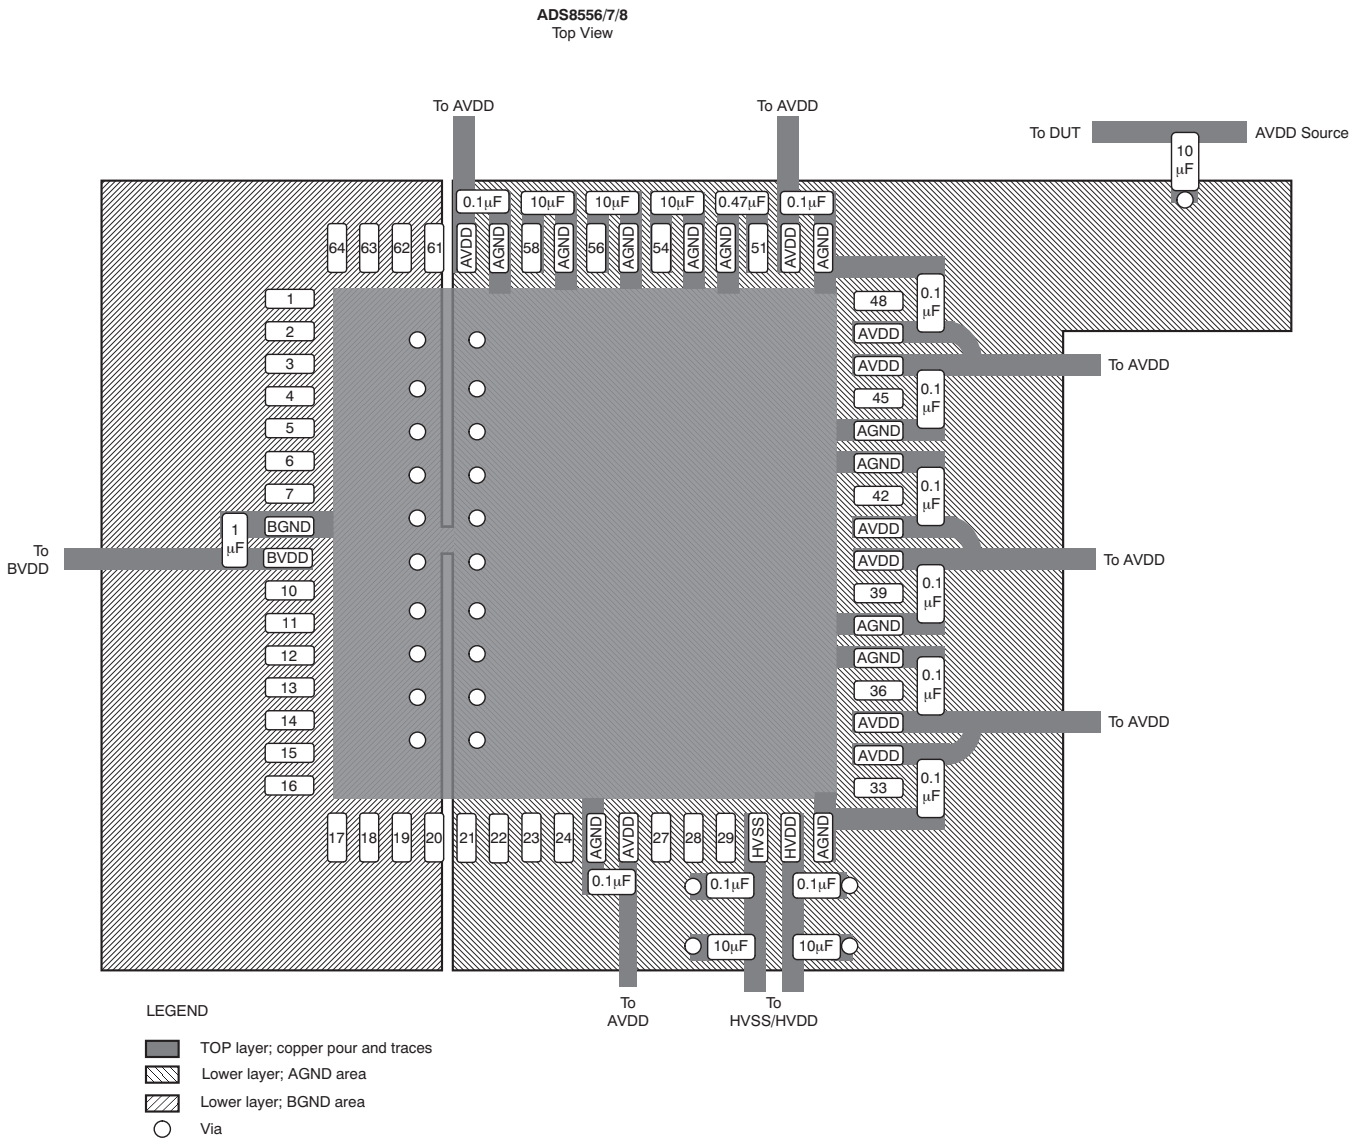 ADS8556/7/8
Top View
To AVDD
To AVDD
To DUT
AVDD Source
10
µF
0.1µF
10µF
10µF
10µF
0.47µF
0.1µF
64
63
62
61
AVDD
AGND
58
AGND
56
AGND
54
AGND
AGND
51
AVDD
AGND
1
2
3
4
5
6
7
BGND
BVDD
10
11
12
13
14
15
16
1
µF
To
BVDD
48
AVDD
AVDD
45
AGND
AGND
42
AVDD
AVDD
39
AGND
AGND
36
AVDD
AVDD
33
0.1
µF
0.1
µF
0.1
µF
0.1
µF
0.1
µF
0.1
µF
To AVDD
To AVDD
To AVDD
17
18
19
20
21
22
23
24
AGND
AVDD
27
28
29
HVSS
HVDD
AGND
0.1µF
0.1µF
0.1µF
10µF
10µF
To
AVDD
To
HVSS/HVDD
LEGEND
TOP layer; copper pour and traces
Lower layer; AGND area
Lower layer; BGND area
Via